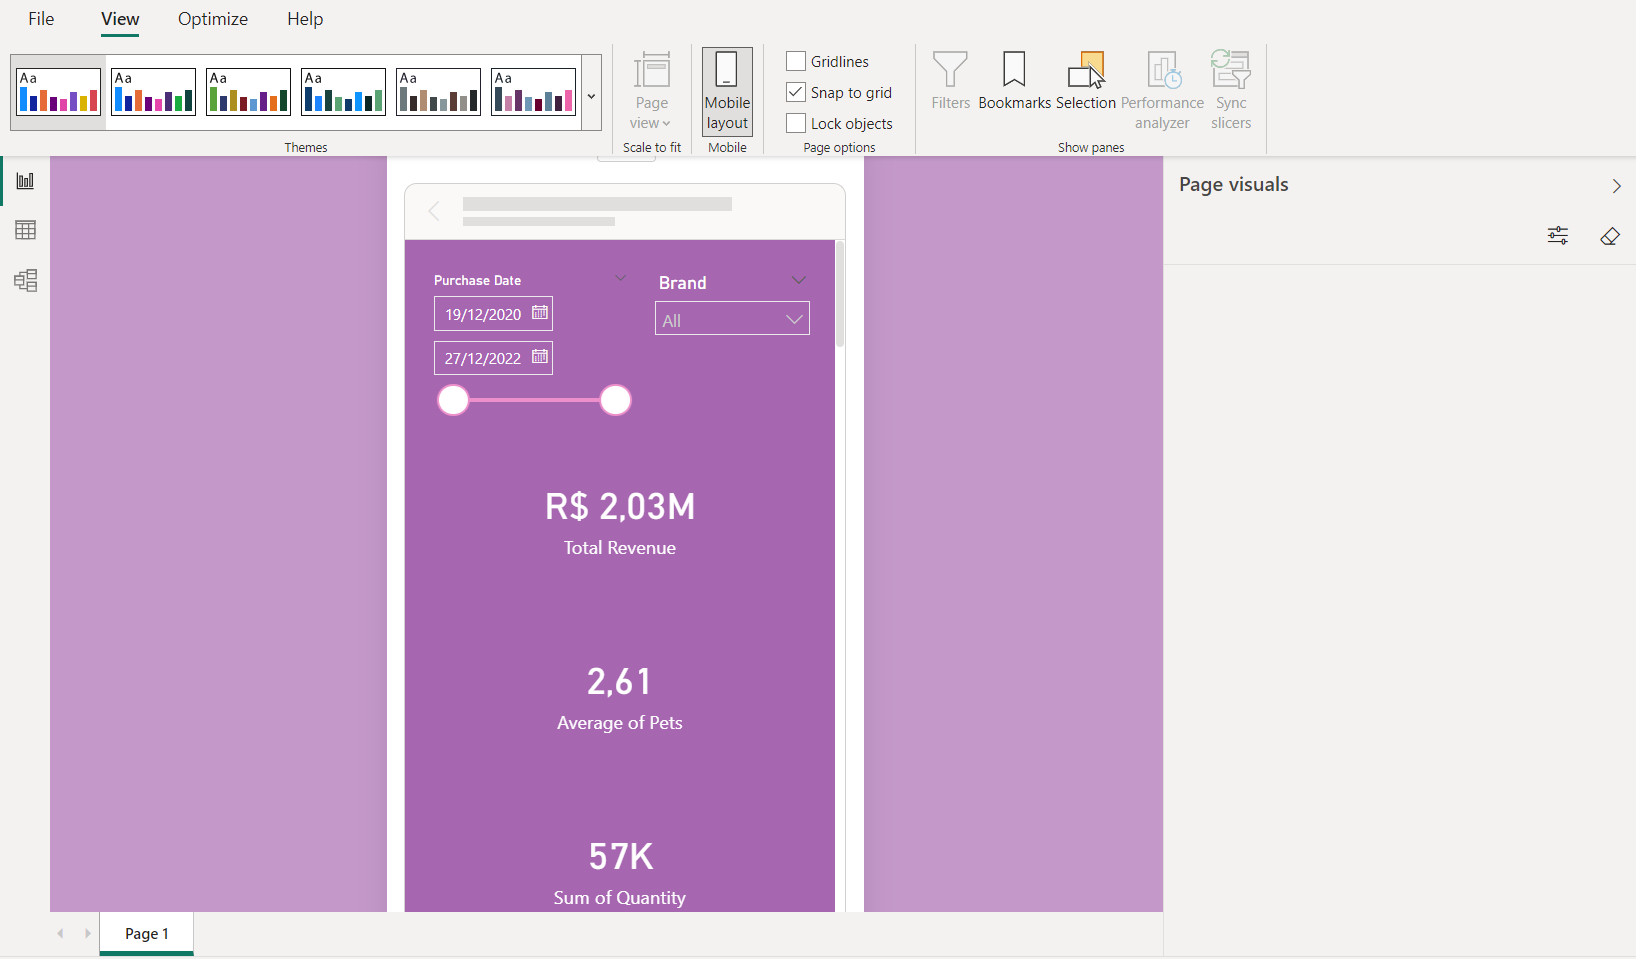 File View Optimize Help
Aa Aa Aa Aa Aa Aa
Themes
Page view
Scale to fit
Mobile layout
Mobile
Gridlines
Snap to grid
Lock objects
Page options
Filters Bookmarks Selection Performance analyzer Sync slicers
Show panes
Page visuals
Purchase Date
19/12/2020
27/12/2022
Brand
All
R$ 2,03M
Total Revenue
2,61
Average of Pets
57K
Sum of Quantity
Page 1